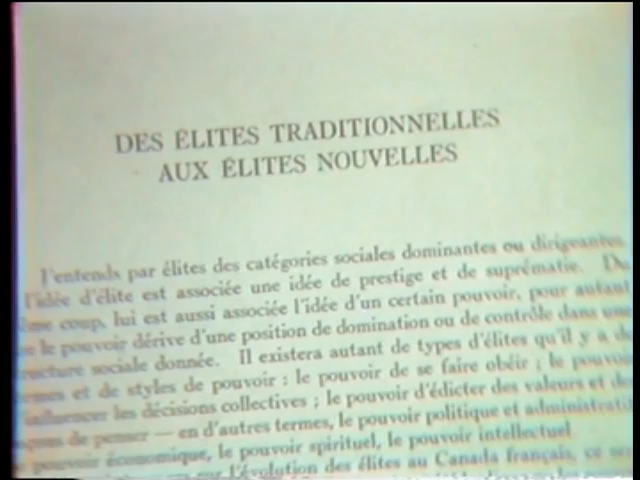 DES ÉLITES TRADITIONNELLES
AUX ÉLITES NOUVELLES
J'entends par élites des catégories sociales dominantes ou dirigeantes.
l'idée d'élite est associée une idée de prestige et de suprématie.
coup, lui est aussi associée l'idée d'un certain pouvoir, pour autant
le pouvoir dérive d'une position de domination ou de contrôle dans une
sociale donnée. Il existera autant de types d'élites qu'il y a de
et de styles de pouvoir : le pouvoir de se faire obéir ; le pouvoir
influencer les décisions collectives ; le pouvoir d'édicter des valeurs et des
de penser — en d'autres termes, le pouvoir politique et administratif
pouvoir économique, le pouvoir spirituel, le pouvoir intellectuel
sur l'évolution des élites au Canada français, ce